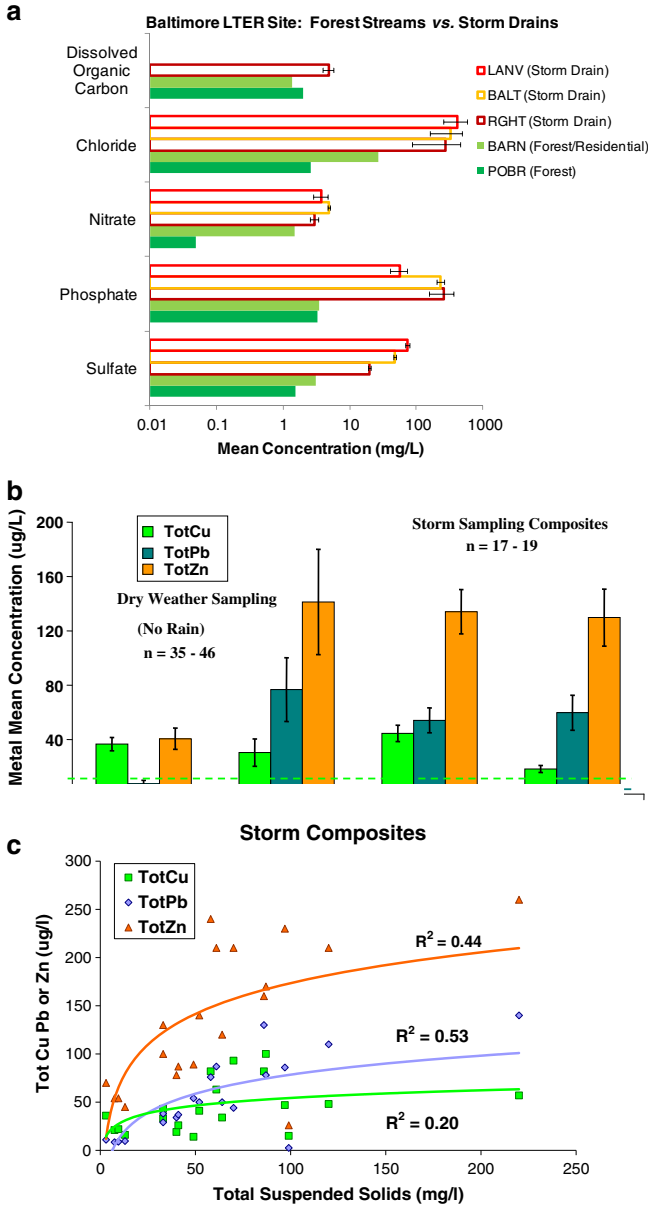 a
Baltimore LTER Site: Forest Streams vs. Storm Drains
Dissolved
Organic
Carbon
Chloride
Nitrate
Phosphate
Sulfate
LANV (Storm Drain)
BALT (Storm Drain)
RGHT (Storm Drain)
BARN (Forest/Residential)
POBR (Forest)
0.01 0.1 1 10 100 1000
Mean Concentration (mg/L)
b
Metal Mean Concentration (ug/L)
200
160
120
80
40
TotCu
TotPb
TotZn
Dry Weather Sampling
(No Rain)
n = 35 - 46
Storm Sampling Composites
n = 17 - 19
Storm Composites
c
Tot Cu Pb or Zn (ug/l)
300
250
200
150
100
50
0
TotCu
TotPb
TotZn
R² = 0.44
R² = 0.53
R² = 0.20
0 50 100 150 200 250
Total Suspended Solids (mg/l)